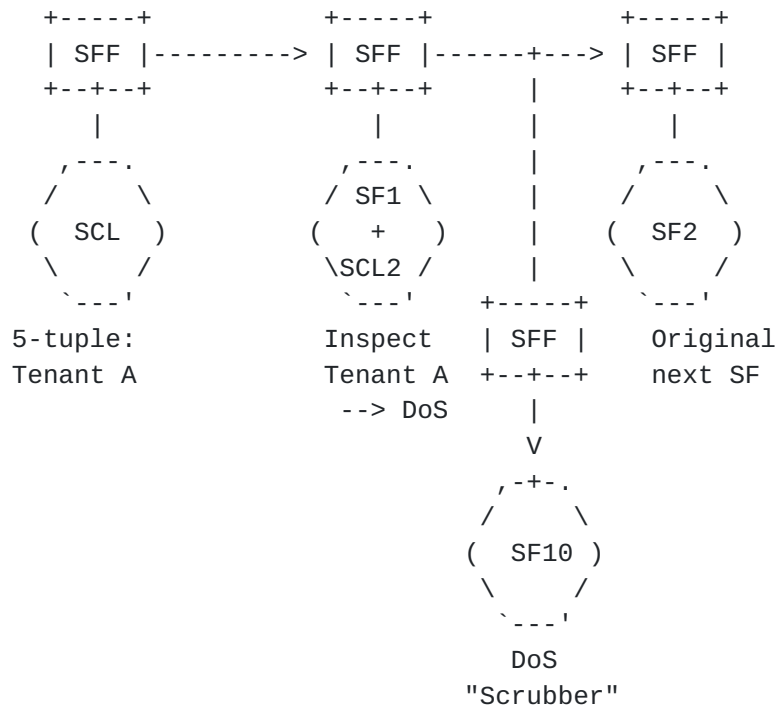 SFF SFF SFF
SF1
SCL + SF2
SCL2
5-tuple: Inspect SFF Original
Tenant A Tenant A next SF
--> DoS
V
SF10
DoS
"Scrubber"